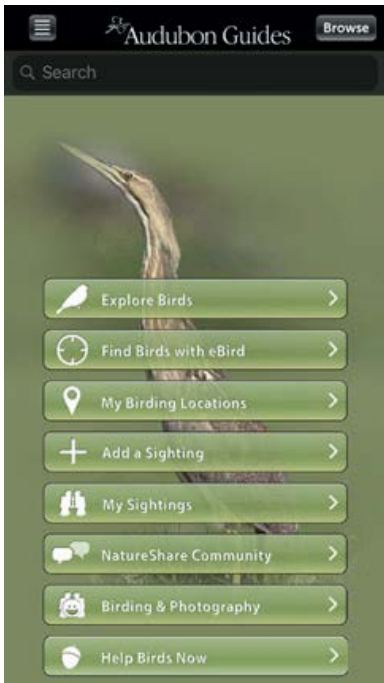 Audubon Guides
Browse
Search
Explore Birds
Find Birds with eBird
My Birding Locations
Add a Sighting
My Sightings
NatureShare Community
Birding & Photography
Help Birds Now